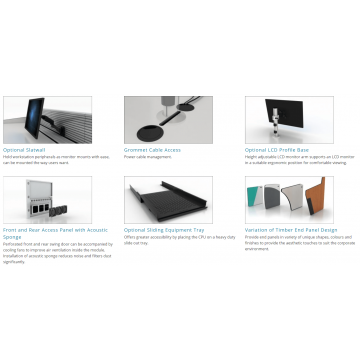 Optional Slatwall
Hold workstation peripherals as monitor mounts with ease,
can be mounted the way users want.
Grommet Cable Access
Power cable management.
Optional LCD Profile Base
Height adjustable LCD monitor arm supports an LCD monitor
in a suitable ergonomic position for comfortable viewing.
Front and Rear Access Panel with Acoustic
Sponge
Perforated front and rear swing door can be accompanied by
cooling fans to improve air ventilation inside the module.
Installation of acoustic sponge reduces noise and filters dust
significantly.
Optional Sliding Equipment Tray
Offers greater accessibility by placing the CPU on a heavy duty
slide out tray.
Variation of Timber End Panel Design
Provide end panels in variety of unique shapes, colours and
finishes to provide the aesthetic touches to suit the corporate
environment.